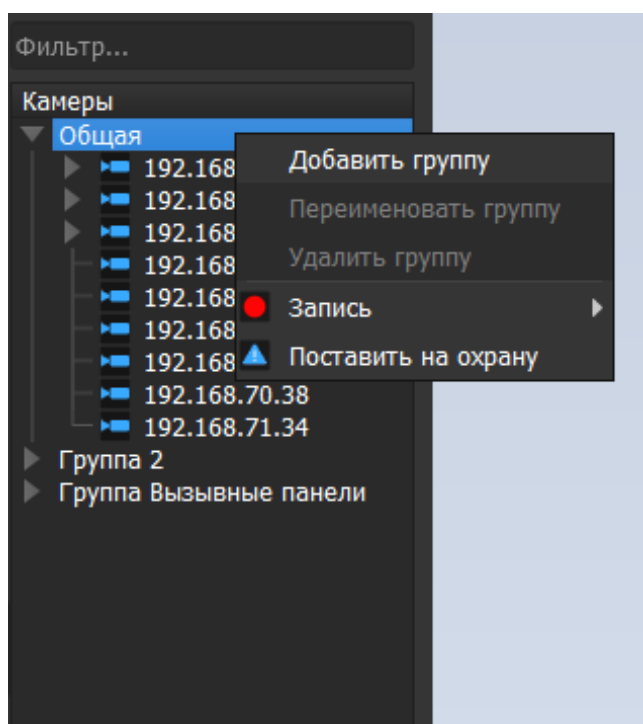 Фильтр...
Камеры
Общая
192.168
192.168
192.168
192.168
192.168
192.168
192.168
192.168.70.38
192.168.71.34
Группа 2
Группа Вызывные панели
Добавить группу
Переименовать группу
Удалить группу
Запись
Поставить на охрану